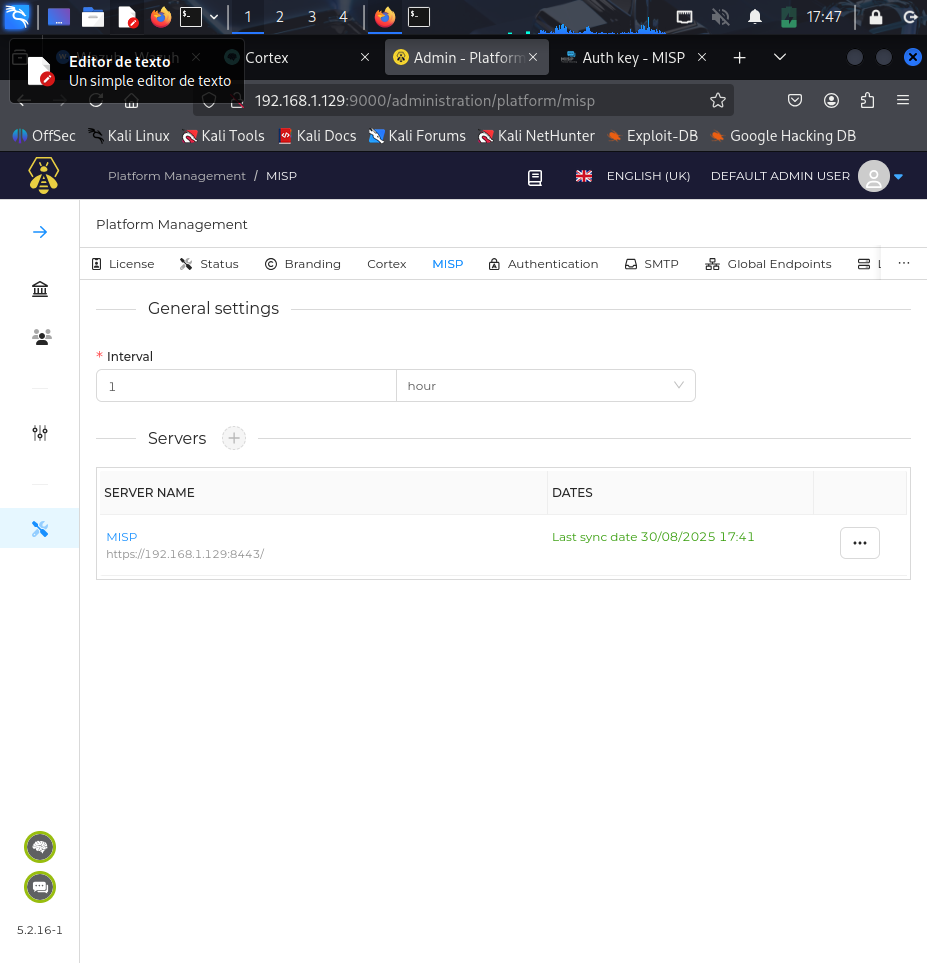 1 2 3 4 17:47
Editor de texto
Un simple editor de texto
Cortex
Admin - Platform
Auth key - MISP
192.168.1.129:9000/administration/platform/misp
OffSec Kali Linux Kali Tools Kali Docs Kali Forums Kali NetHunter Exploit-DB Google Hacking DB
Platform Management / MISP ENGLISH (UK) DEFAULT ADMIN USER
Platform Management
License Status Branding Cortex MISP Authentication SMTP Global Endpoints L ...
General settings
* Interval
1 hour
Servers
SERVER NAME DATES
MISP Last sync date 30/08/2025 17:41
https://192.168.1.129:8443/
5.2.16-1